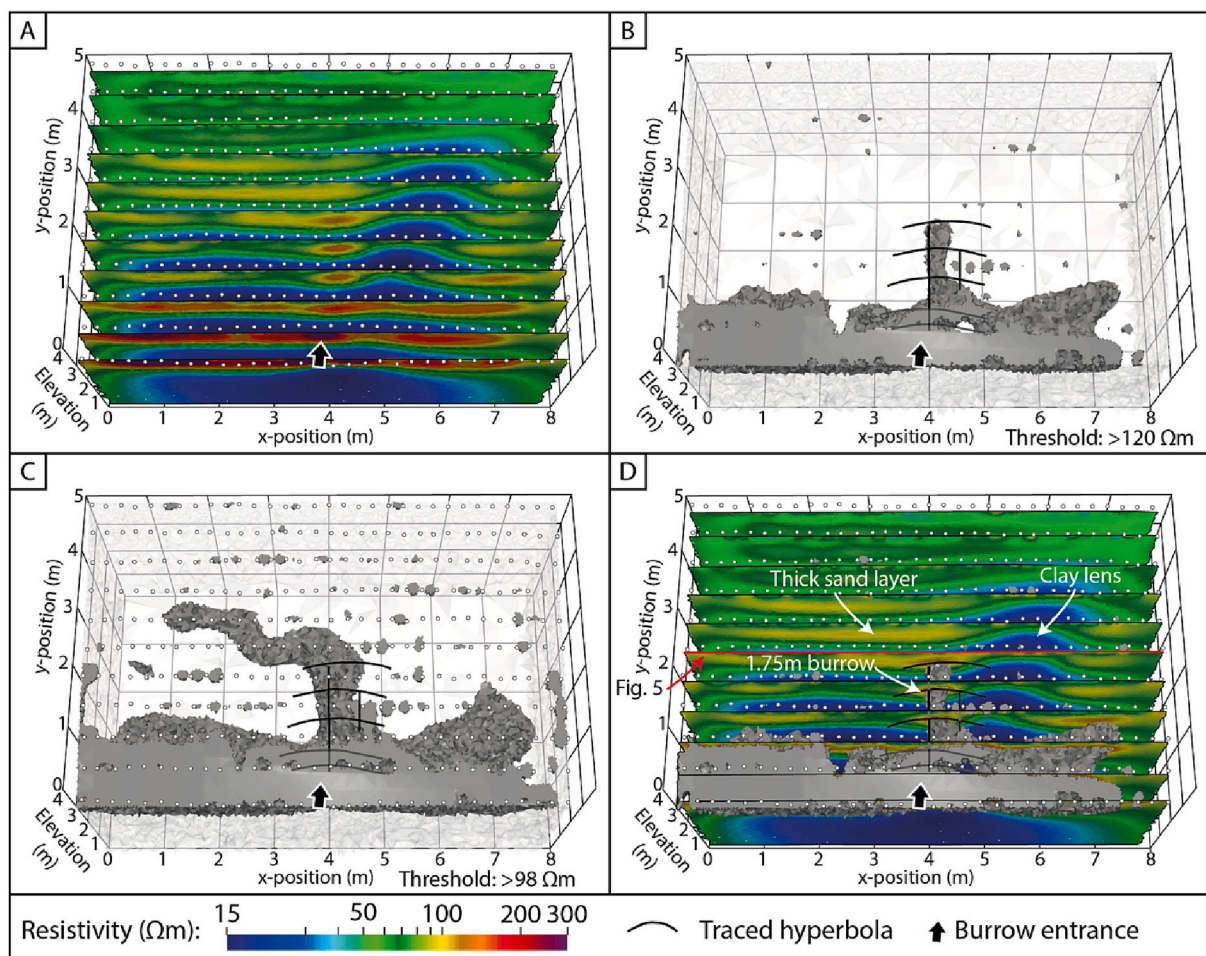 A
5
4
3
2
1
0
y-position (m)
4
3
2
1
Elevation
(m)
0 1 2 3 4 5 6 7 8
x-position (m)
B
5
4
3
2
1
0
y-position (m)
4
3
2
1
Elevation
(m)
0 1 2 3 4 5 6 7 8
x-position (m)
Threshold: >120 Ωm
C
5
4
3
2
1
0
y-position (m)
4
3
2
1
Elevation
(m)
0 1 2 3 4 5 6 7 8
x-position (m)
Threshold: >98 Ωm
D
5
4
3
2
1
0
y-position (m)
Thick sand layer
Clay lens
1.75m burrow
Fig. 5
4
3
2
1
Elevation
(m)
0 1 2 3 4 5 6 7 8
x-position (m)
Resistivity (Ωm):
15 50 100 200 300
Traced hyperbola
Burrow entrance